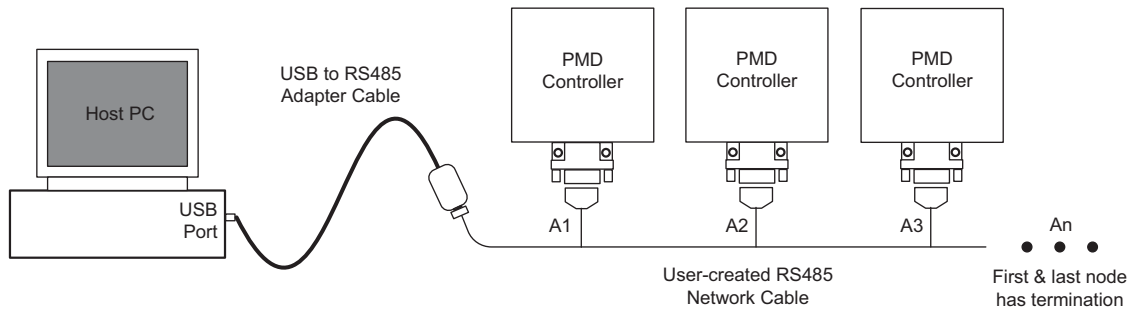 Host PC
USB
Port
USB to RS485
Adapter Cable
PMD
Controller
PMD
Controller
PMD
Controller
A1
A2
A3
An
User-created RS485
Network Cable
First & last node
has termination